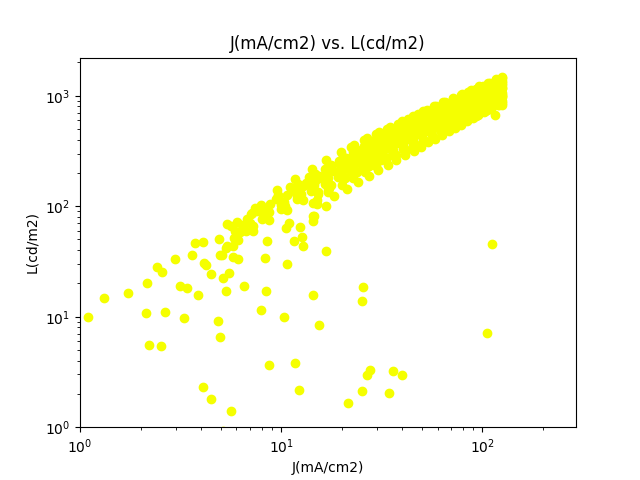 J(mA/cm2) vs. L(cd/m2)
L(cd/m2)
10³
10²
10¹
10⁰
10⁰ 10¹ 10²
J(mA/cm2)